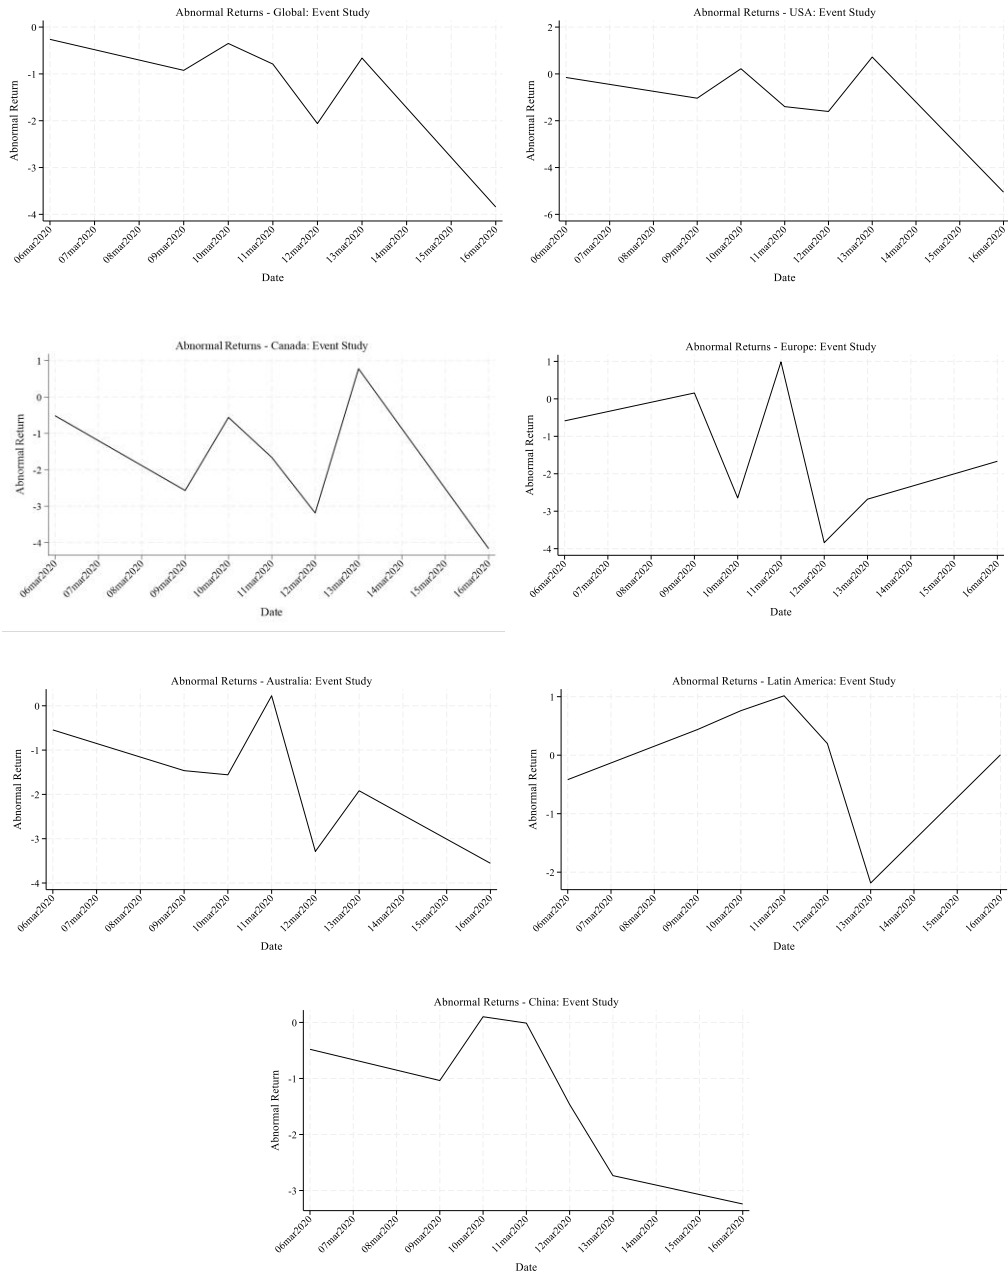 Abnormal Returns - Global: Event Study
0
-1
-2
-3
-4
Abnormal Return
06mar2020
07mar2020
08mar2020
09mar2020
10mar2020
11mar2020
12mar2020
13mar2020
14mar2020
15mar2020
16mar2020
Date
Abnormal Returns - USA: Event Study
2
0
-2
-4
-6
Abnormal Return
06mar2020
07mar2020
08mar2020
09mar2020
10mar2020
11mar2020
12mar2020
13mar2020
14mar2020
15mar2020
16mar2020
Date
Abnormal Returns - Canada: Event Study
1
0
-1
-2
-3
-4
Abnormal Return
06mar2020
07mar2020
08mar2020
09mar2020
10mar2020
11mar2020
12mar2020
13mar2020
14mar2020
15mar2020
16mar2020
Date
Abnormal Returns - Europe: Event Study
1
0
-1
-2
-3
-4
Abnormal Return
06mar2020
07mar2020
08mar2020
09mar2020
10mar2020
11mar2020
12mar2020
13mar2020
14mar2020
15mar2020
16mar2020
Date
Abnormal Returns - Australia: Event Study
0
-1
-2
-3
-4
Abnormal Return
06mar2020
07mar2020
08mar2020
09mar2020
10mar2020
11mar2020
12mar2020
13mar2020
14mar2020
15mar2020
16mar2020
Date
Abnormal Returns - Latin America: Event Study
1
0
-1
-2
Abnormal Return
06mar2020
07mar2020
08mar2020
09mar2020
10mar2020
11mar2020
12mar2020
13mar2020
14mar2020
15mar2020
16mar2020
Date
Abnormal Returns - China: Event Study
0
-1
-2
-3
Abnormal Return
06mar2020
07mar2020
08mar2020
09mar2020
10mar2020
11mar2020
12mar2020
13mar2020
14mar2020
15mar2020
16mar2020
Date